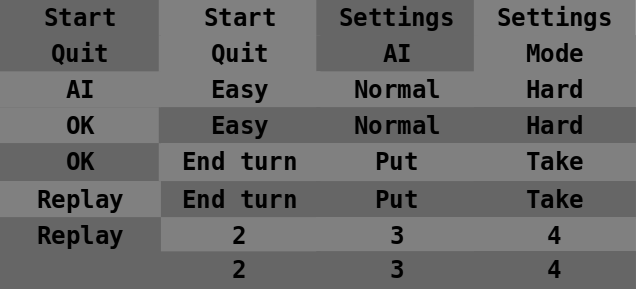 Start Start Settings Settings
Quit Quit AI Mode
AI Easy Normal Hard
OK Easy Normal Hard
OK End turn Put Take
Replay End turn Put Take
Replay 2 3 4
2 3 4